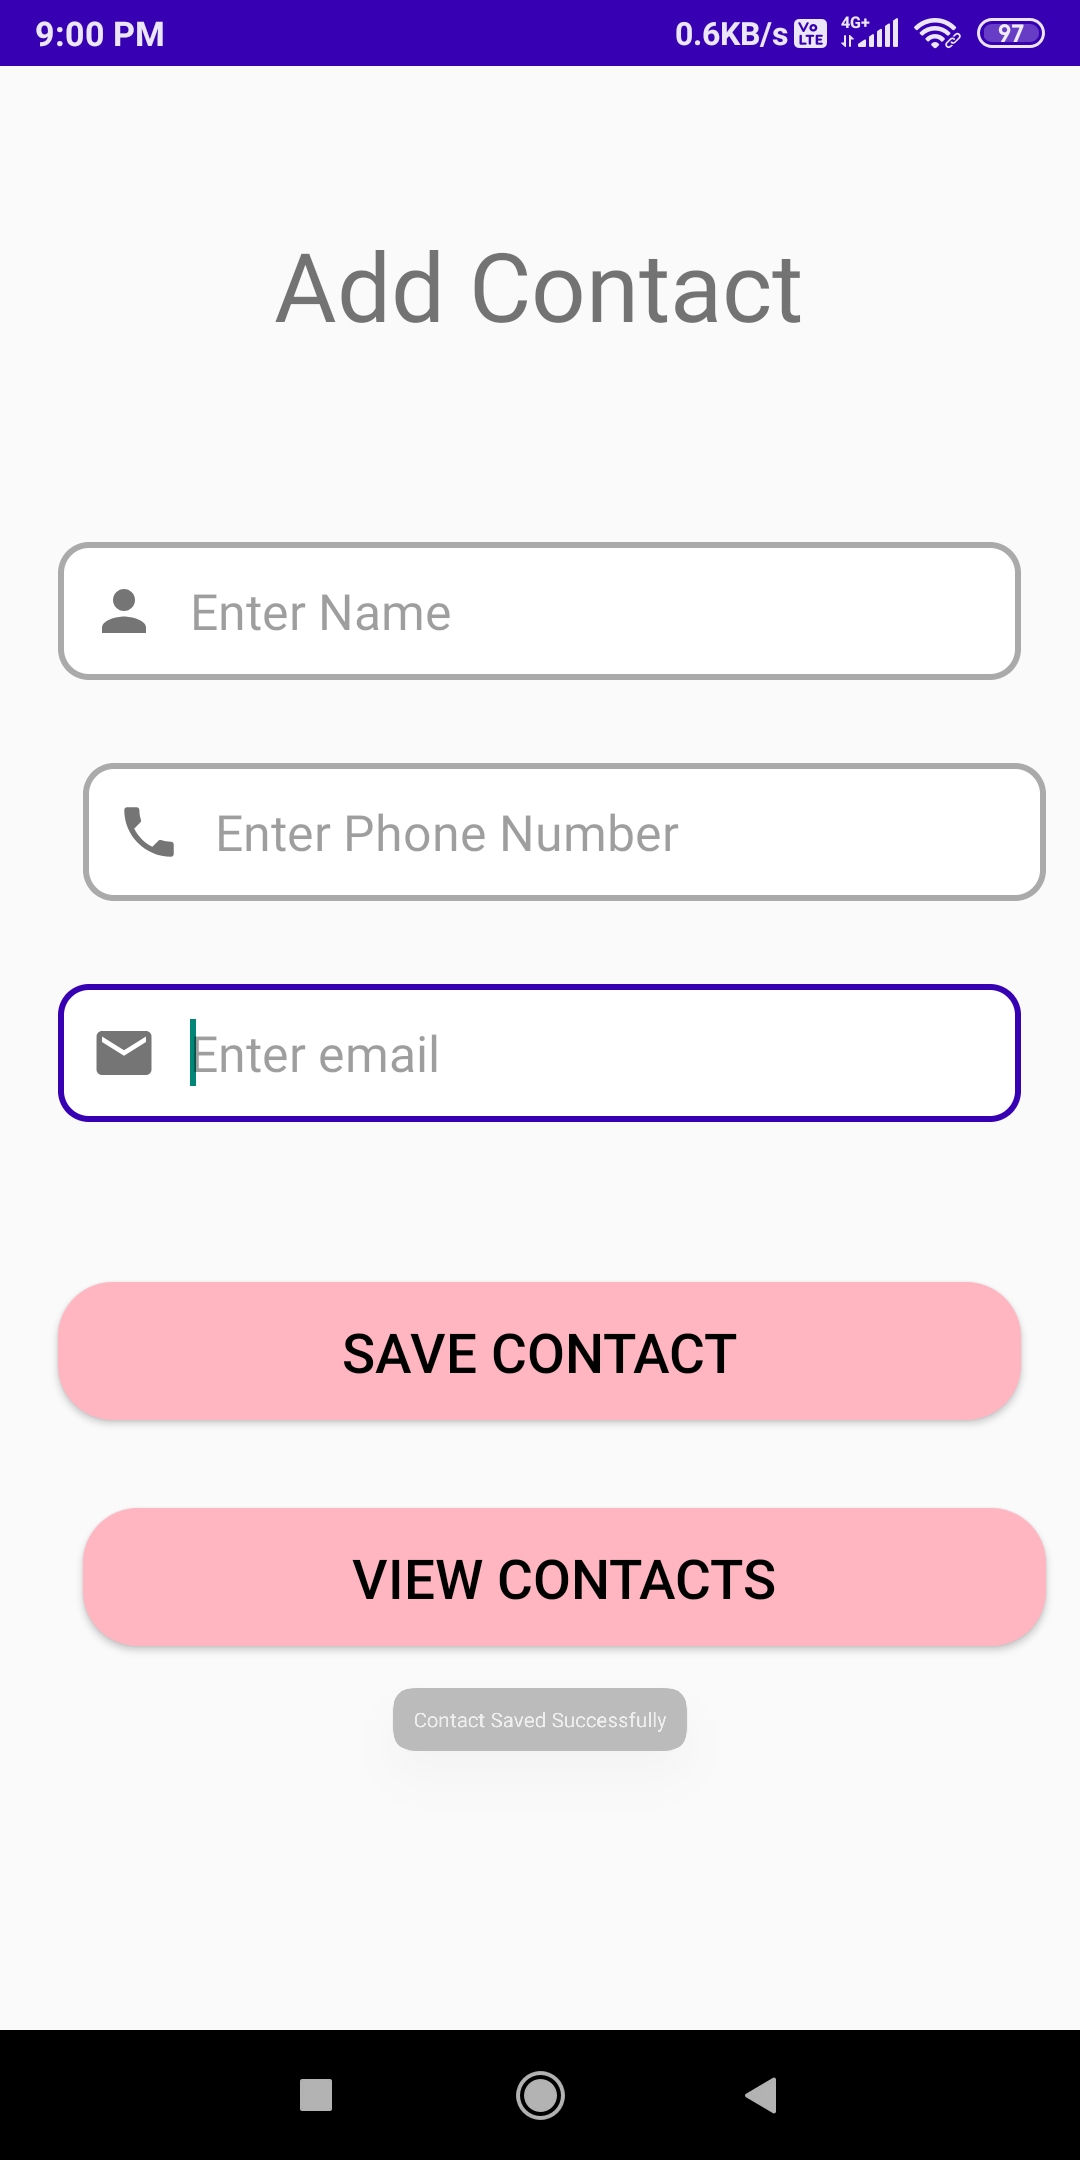 9:00 PM 0.6KB/s Vo LTE 4G+ 97
Add Contact
Enter Name
Enter Phone Number
Enter email
SAVE CONTACT
VIEW CONTACTS
Contact Saved Successfully